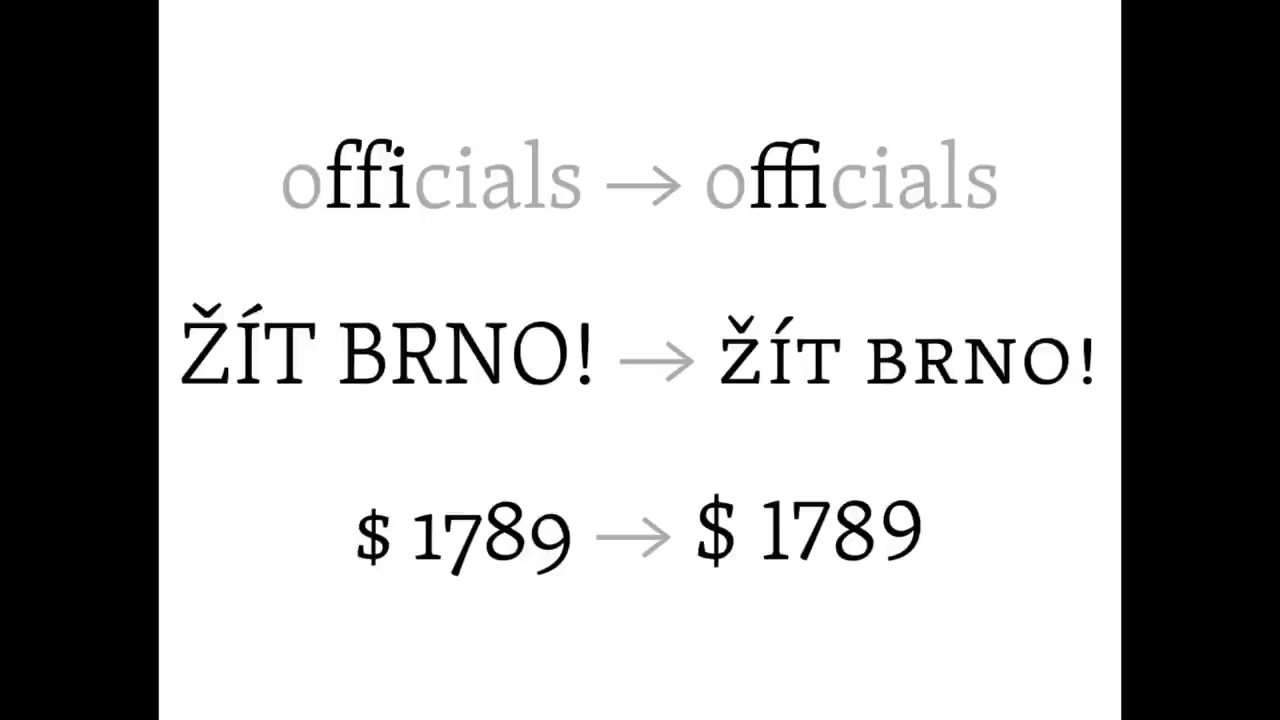 officials → officials
ŽÍT BRNO! → ŽÍT BRNO!
$ 1789 → $ 1789